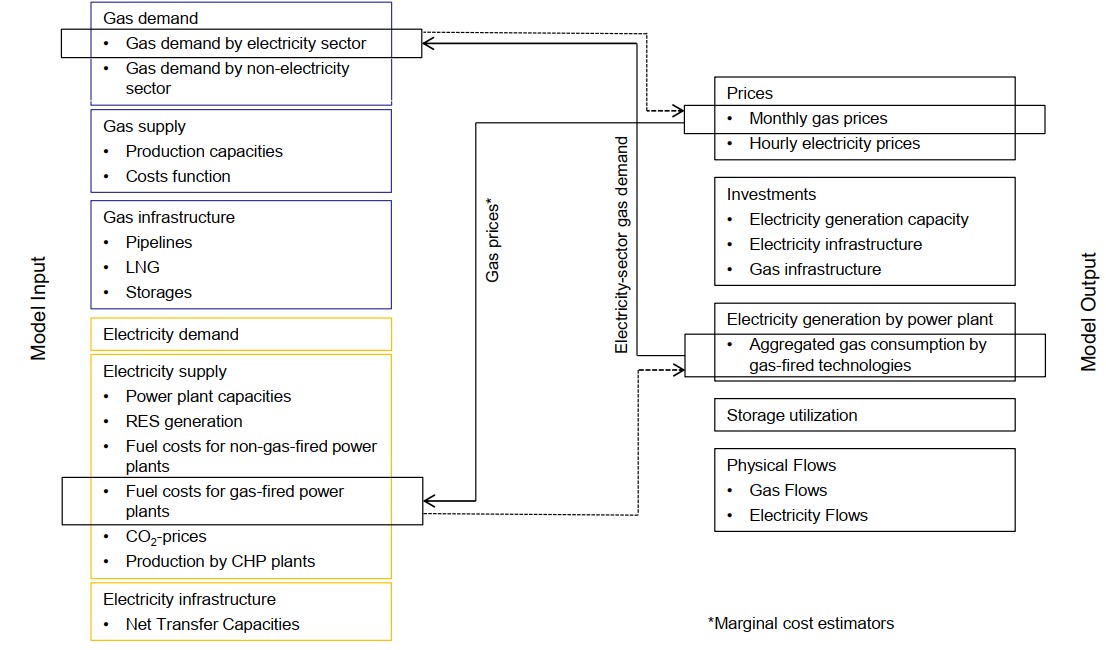 Model Input
Gas demand
• Gas demand by electricity sector
• Gas demand by non-electricity
sector
Gas supply
• Production capacities
• Costs function
Gas infrastructure
• Pipelines
• LNG
• Storages
Electricity demand
Electricity supply
• Power plant capacities
• RES generation
• Fuel costs for non-gas-fired power
plants
• Fuel costs for gas-fired power
plants
• CO₂-prices
• Production by CHP plants
Electricity infrastructure
• Net Transfer Capacities
Gas prices*
Electricity-sector gas demand
Prices
• Monthly gas prices
• Hourly electricity prices
Investments
• Electricity generation capacity
• Electricity infrastructure
• Gas infrastructure
Electricity generation by power plant
• Aggregated gas consumption by
gas-fired technologies
Storage utilization
Physical Flows
• Gas Flows
• Electricity Flows
Model Output
*Marginal cost estimators